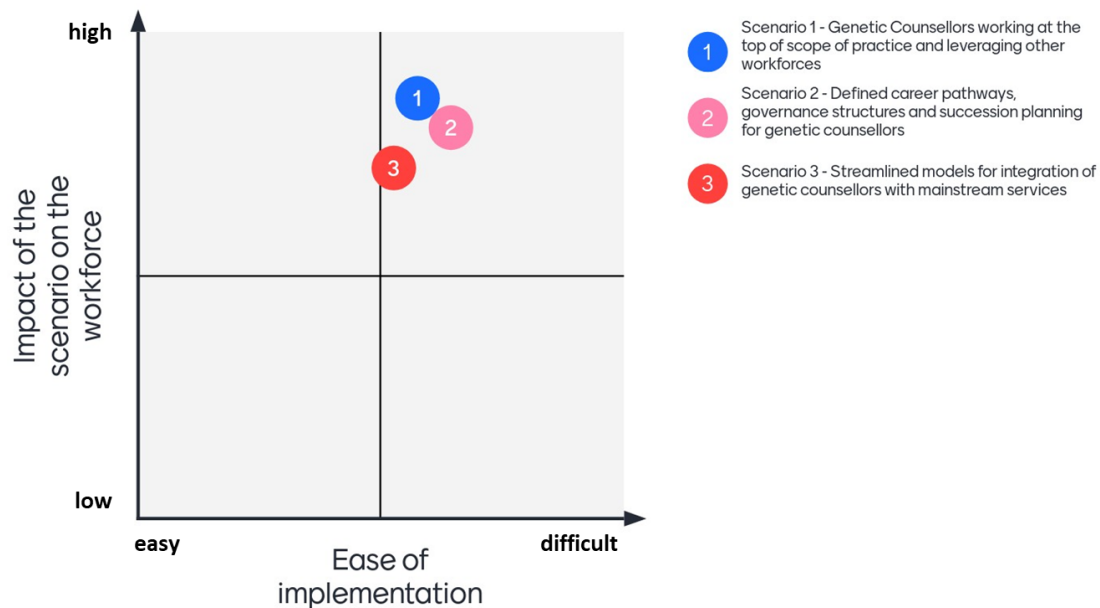 high
Impact of the
scenario on the
workforce
low
easy
difficult
Ease of
implementation
1
2
3
1
Scenario 1 - Genetic Counsellors working at the
top of scope of practice and leveraging other
workforces
2
Scenario 2 - Defined career pathways,
governance structures and succession planning
for genetic counsellors
3
Scenario 3 - Streamlined models for integration of
genetic counsellors with mainstream services